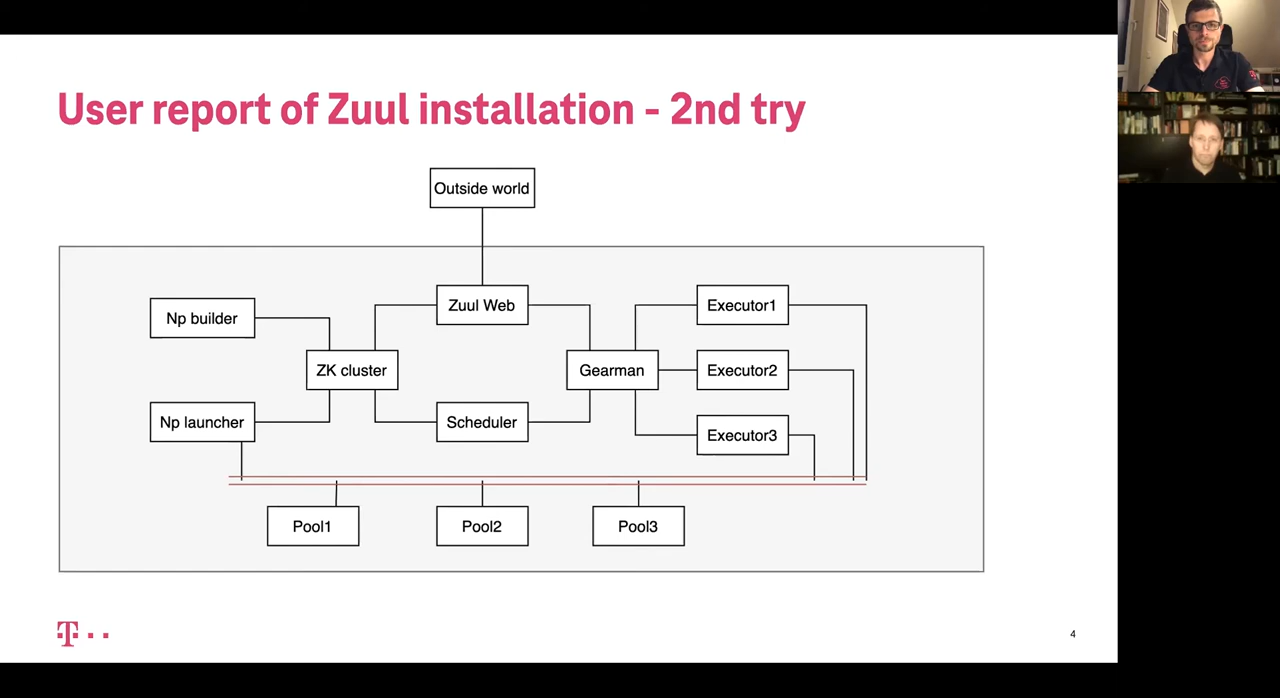 User report of Zuul installation - 2nd try
Outside world
Np builder
Zuul Web
Executor1
ZK cluster
Gearman
Executor2
Np launcher
Scheduler
Executor3
Pool1
Pool2
Pool3
T
4